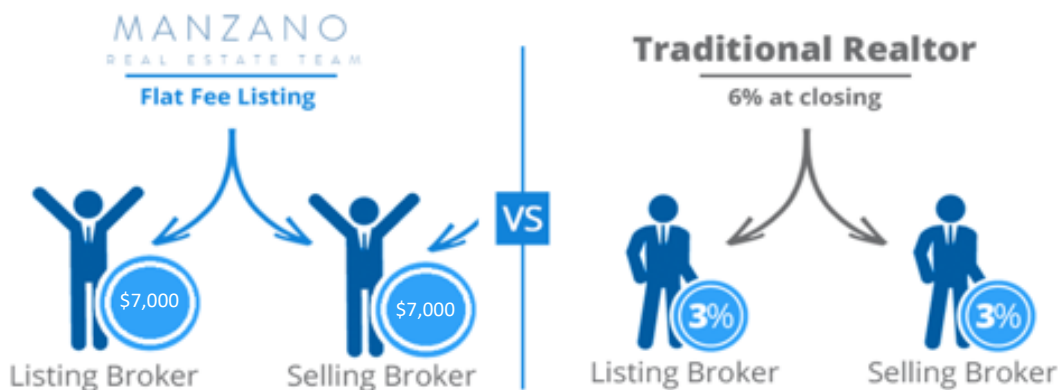 MANZANO
REAL ESTATE TEAM
Flat Fee Listing
$7,000
$7,000
Listing Broker
Selling Broker
VS
Traditional Realtor
6% at closing
3%
3%
Listing Broker
Selling Broker